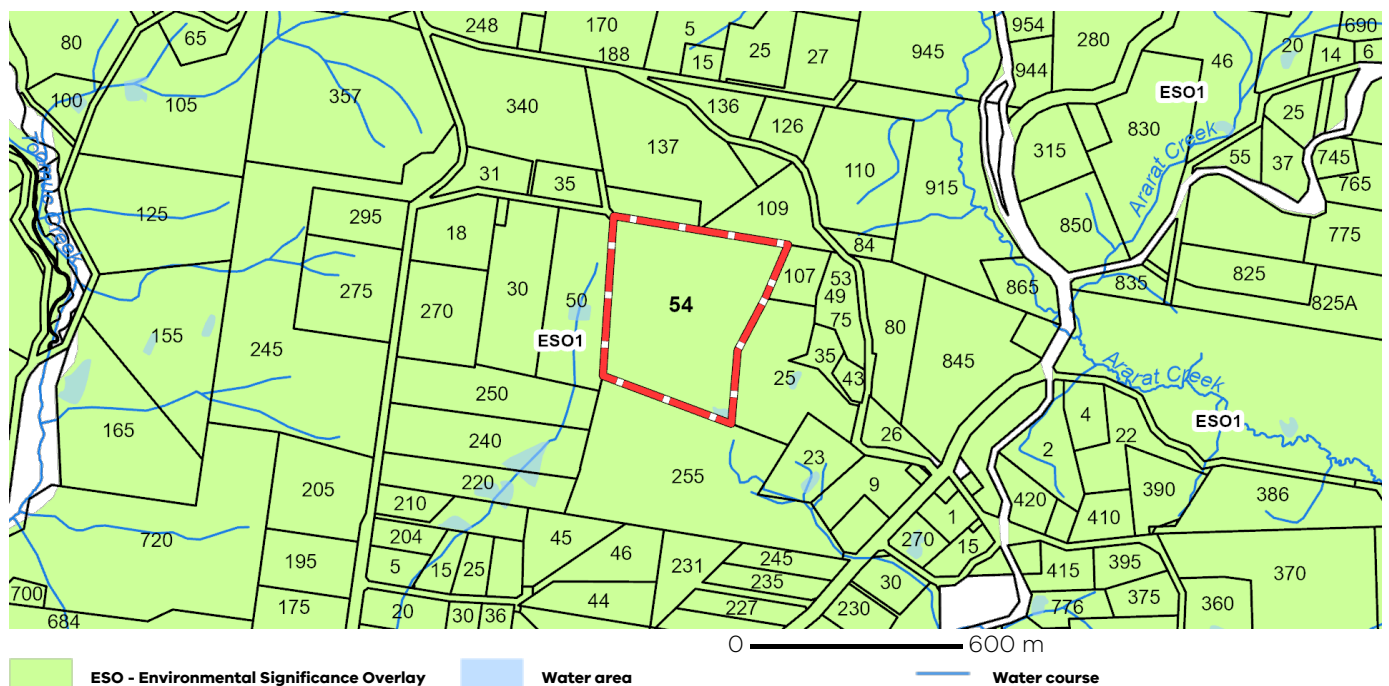 248 170 5 954 690
80 65 188 25 27 945 280 46 20 14 6
15 944
100 105 357 340 136 126 ESO1 25
137 315 830 Ararat Creek
31 35 110 915 55 37 745
765
Toomuc Creek 125 295 109 850
18 84 775
275 107 53 865 835 825
270 30 50 54 49 825A
75
155 245 ESO1 35 80 845
25 43 Ararat Creek
250 ESO1
165 240 26 2 4 22
255 23
205 220 9 420 390 386
210 410
720 204 45 46 270 1
195 5 15 25 231 245 15 415 395 370
235 30
700 175 20 30 36 44 227 230 776 375 360
684
0 600 m
ESO - Environmental Significance Overlay Water area Water course